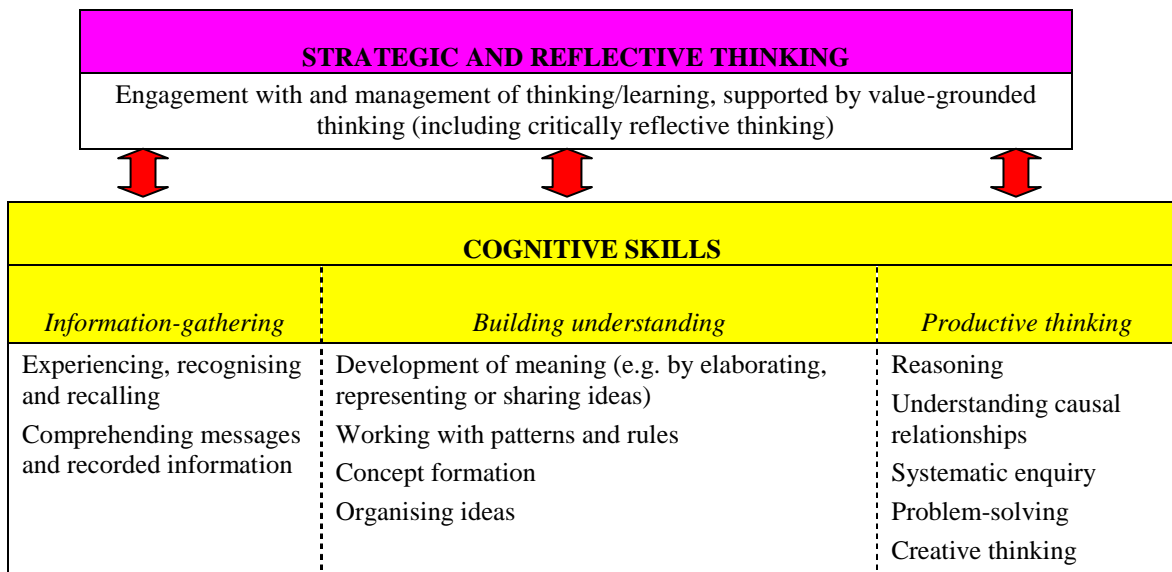 STRATEGIC AND REFLECTIVE THINKING
Engagement with and management of thinking/learning, supported by value-grounded
thinking (including critically reflective thinking)
COGNITIVE SKILLS
Information-gathering
Experiencing, recognising
and recalling
Comprehending messages
and recorded information
Building understanding
Development of meaning (e.g. by elaborating,
representing or sharing ideas)
Working with patterns and rules
Concept formation
Organising ideas
Productive thinking
Reasoning
Understanding causal
relationships
Systematic enquiry
Problem-solving
Creative thinking